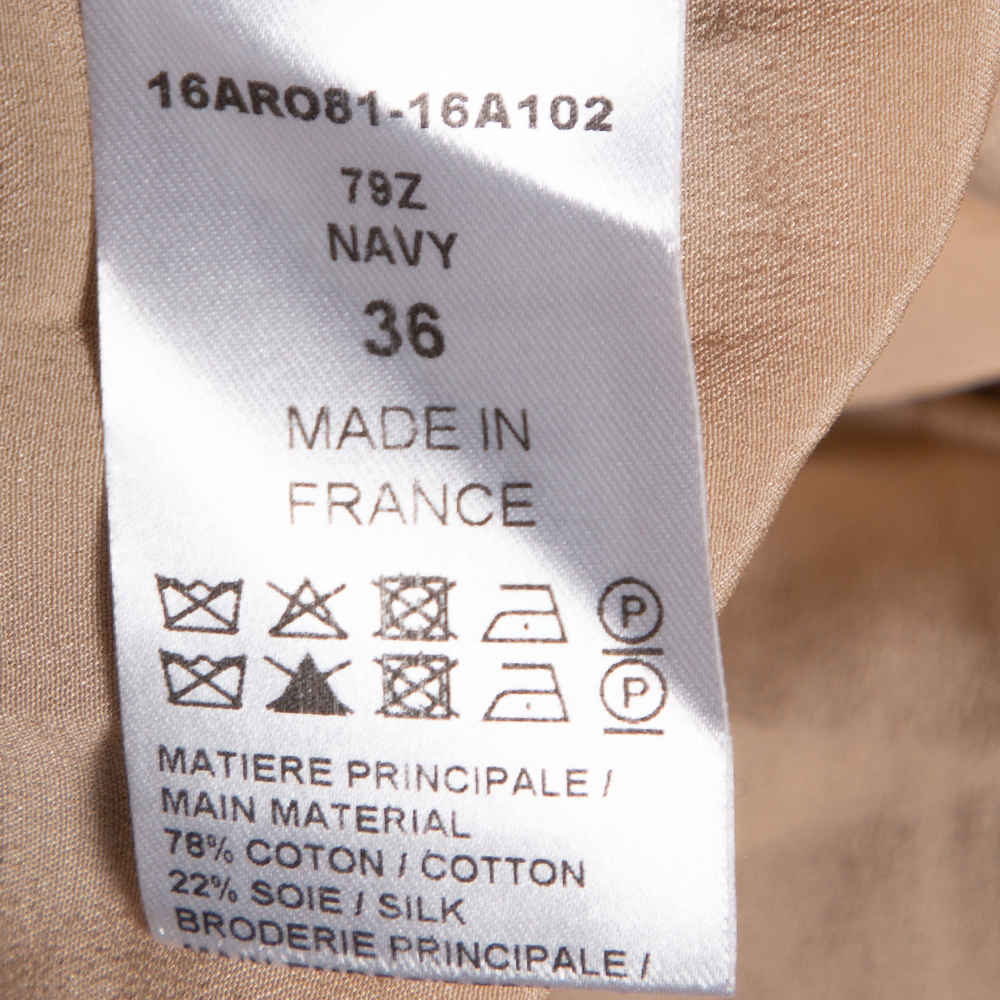 16ARO81-16A102
79Z
NAVY
36
MADE IN
FRANCE
P
P
MATIERE PRINCIPALE /
MAIN MATERIAL
78% COTON / COTTON
22% SOIE / SILK
BRODERIE PRINCIPALE /